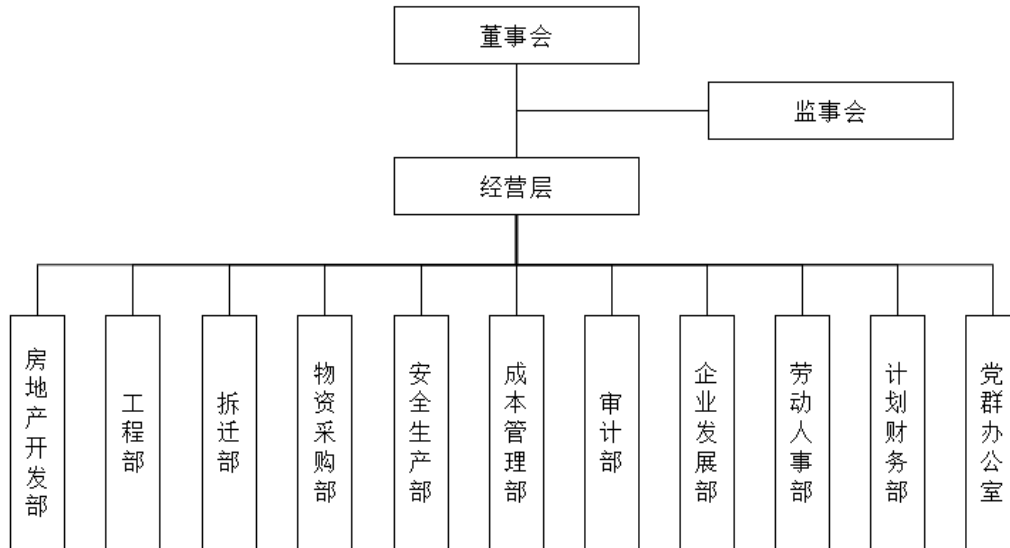 董事会
监事会
经营层
房地产开发部
工程部
拆迁部
物资采购部
安全生产部
成本管理部
审计部
企业发展部
劳动人事部
计划财务部
党群办公室